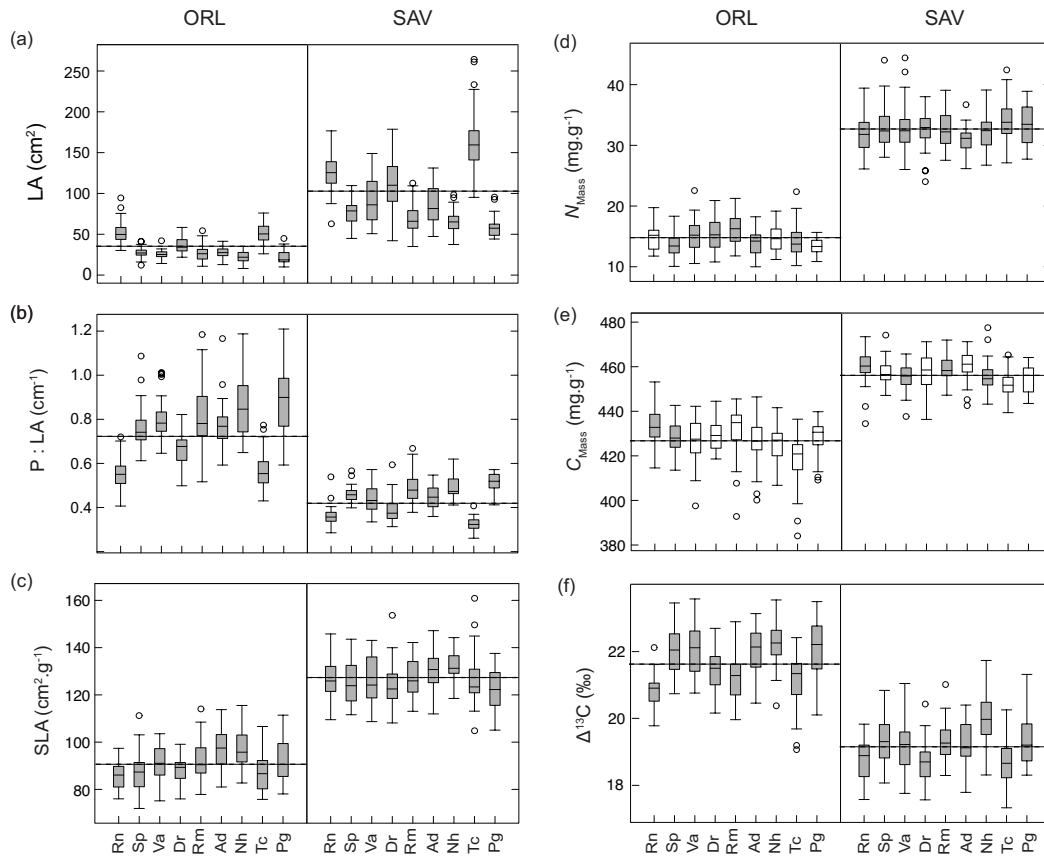 ORL SAV ORL SAV
(a)
LA (cm²)
250
200
150
100
50
0
(b)
P : LA (cm⁻¹)
1.2
1.0
0.8
0.6
0.4
(c)
SLA (cm².g⁻¹)
160
140
120
100
80
Rn Sp Va Dr Rm Ad Nh Tc Pg Rn Sp Va Dr Rm Ad Nh Tc Pg
(d)
N Mass (mg.g⁻¹)
40
30
20
10
(e)
C Mass (mg.g⁻¹)
480
460
440
420
400
380
(f)
Δ¹³C (‰)
22
20
18
Rn Sp Va Dr Rm Ad Nh Tc Pg Rn Sp Va Dr Rm Ad Nh Tc Pg